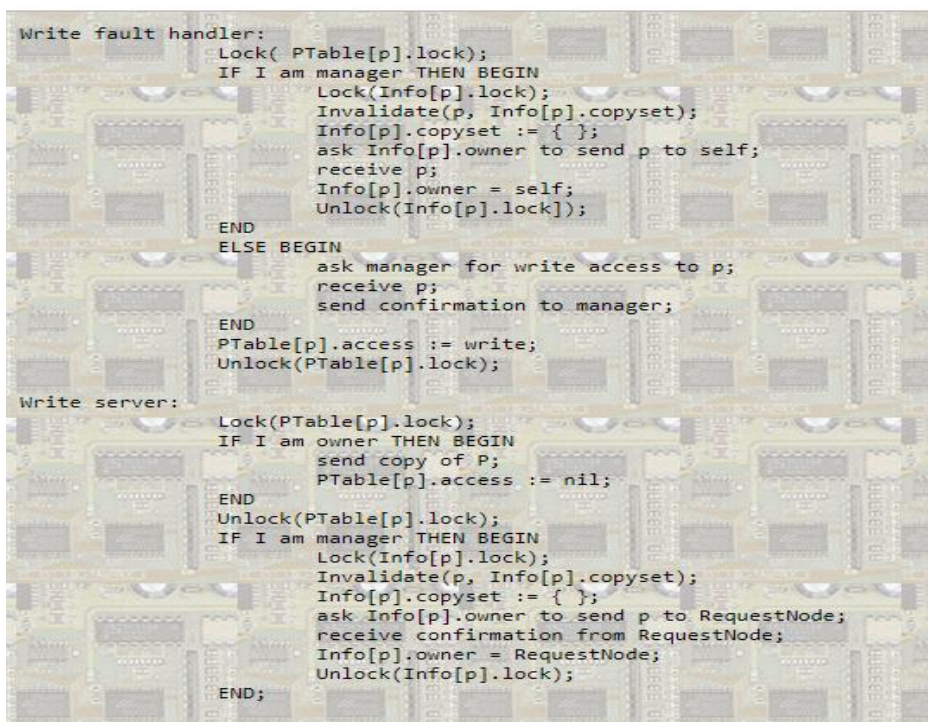 Write fault handler:
Lock( PTable[p].lock);
IF I am manager THEN BEGIN
Lock(Info[p].lock);
Invalidate(p, Info[p].copyset);
Info[p].copyset := { };
ask Info[p].owner to send p to self;
receive p;
Info[p].owner = self;
Unlock(Info[p].lock]);
END
ELSE BEGIN
ask manager for write access to p;
receive p;
send confirmation to manager;
END
PTable[p].access := write;
Unlock(PTable[p].lock);
Write server:
Lock(PTable[p].lock);
IF I am owner THEN BEGIN
send copy of P;
PTable[p].access := nil;
END
Unlock(PTable[p].lock);
IF I am manager THEN BEGIN
Lock(Info[p].lock);
Invalidate(p, Info[p].copyset);
Info[p].copyset := { };
ask Info[p].owner to send p to RequestNode;
receive confirmation from RequestNode;
Info[p].owner = RequestNode;
Unlock(Info[p].lock);
END;